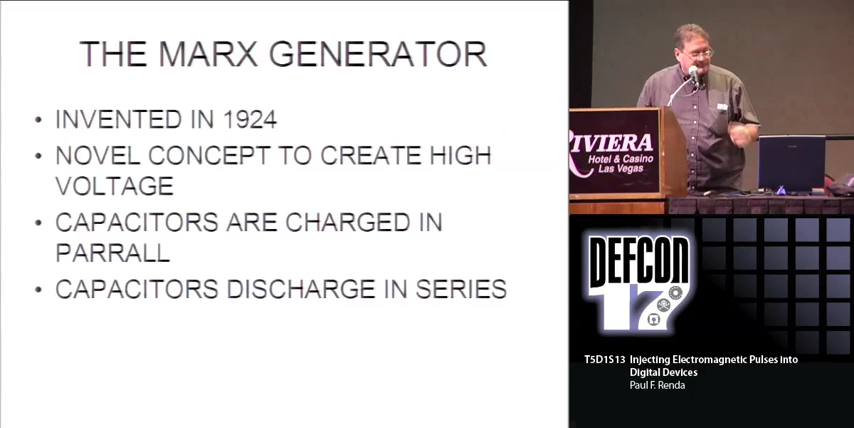 THE MARX GENERATOR
• INVENTED IN 1924
• NOVEL CONCEPT TO CREATE HIGH
VOLTAGE
• CAPACITORS ARE CHARGED IN
PARRALL
• CAPACITORS DISCHARGE IN SERIES
RIVIERA
Hotel & Casino
Las Vegas
DEFCON
17
T5D1S13 Injecting Electromagnetic Pulses into
Digital Devices
Paul F. Renda